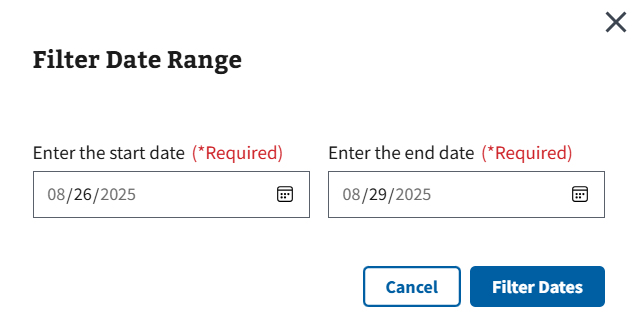 Filter Date Range
Enter the start date (*Required)
08/26/2025
Enter the end date (*Required)
08/29/2025
Cancel
Filter Dates